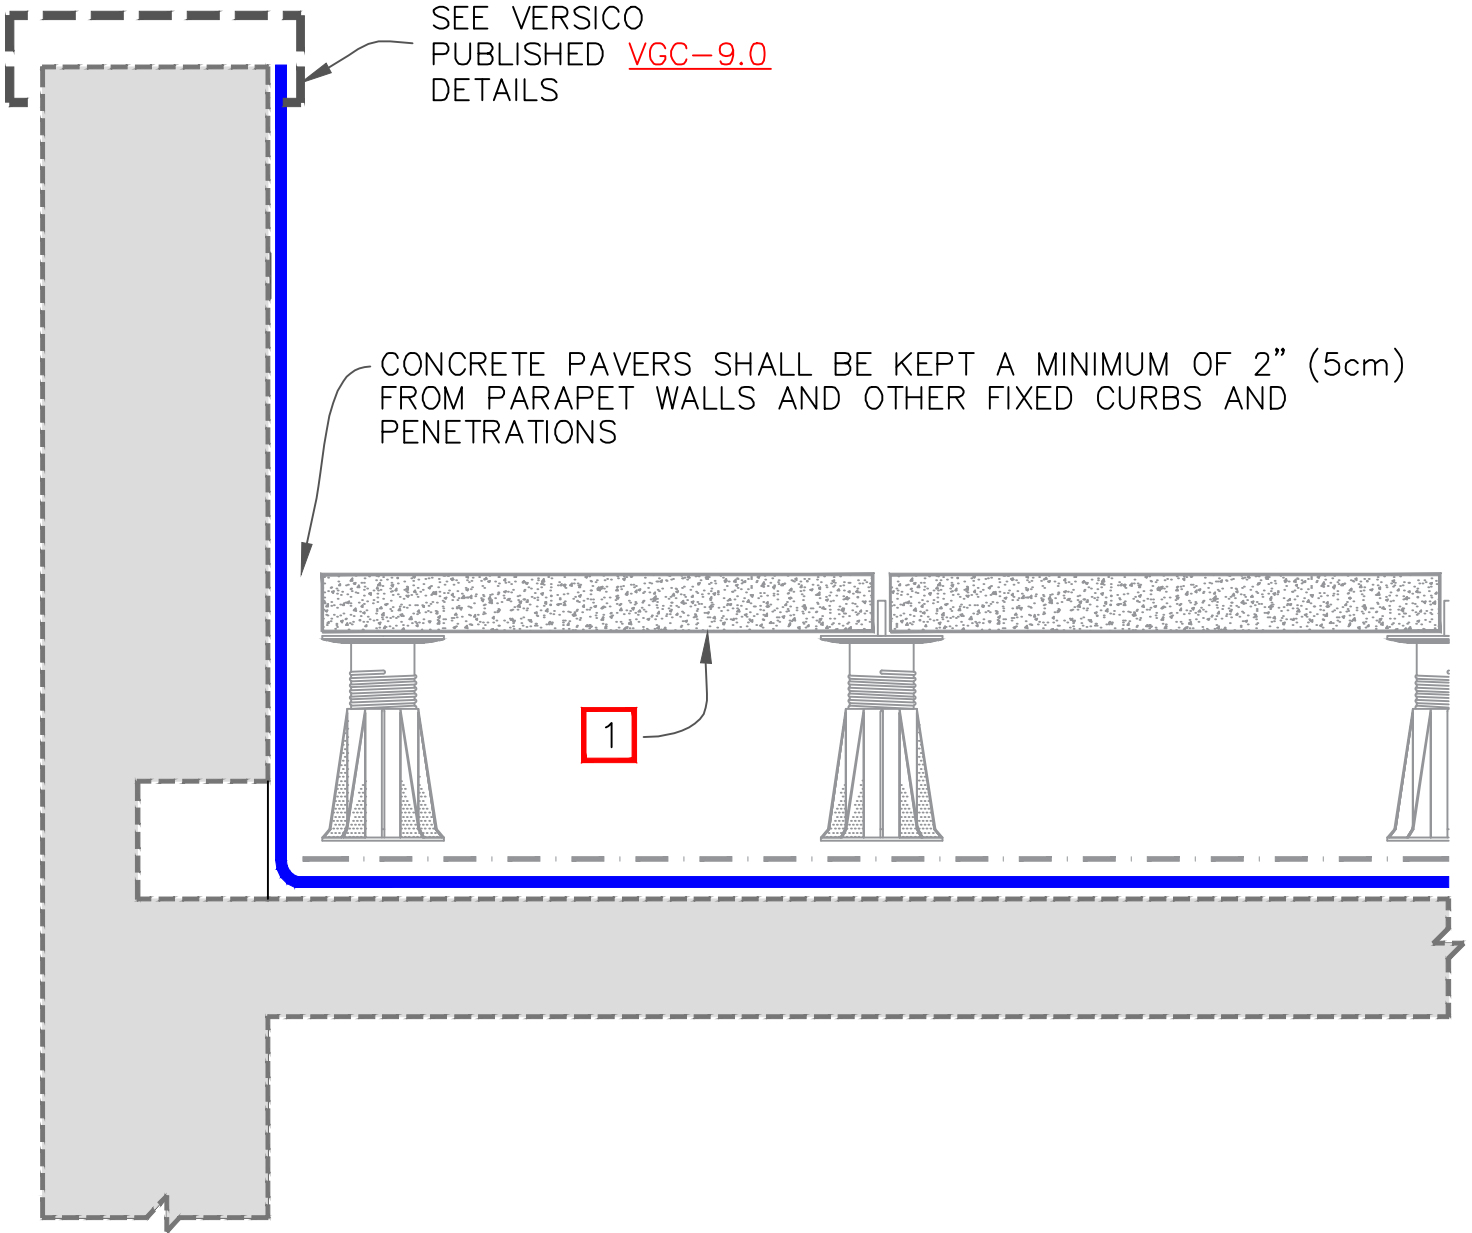 SEE VERSICO
PUBLISHED VGC-9.0
DETAILS
CONCRETE PAVERS SHALL BE KEPT A MINIMUM OF 2" (5cm)
FROM PARAPET WALLS AND OTHER FIXED CURBS AND
PENETRATIONS
1